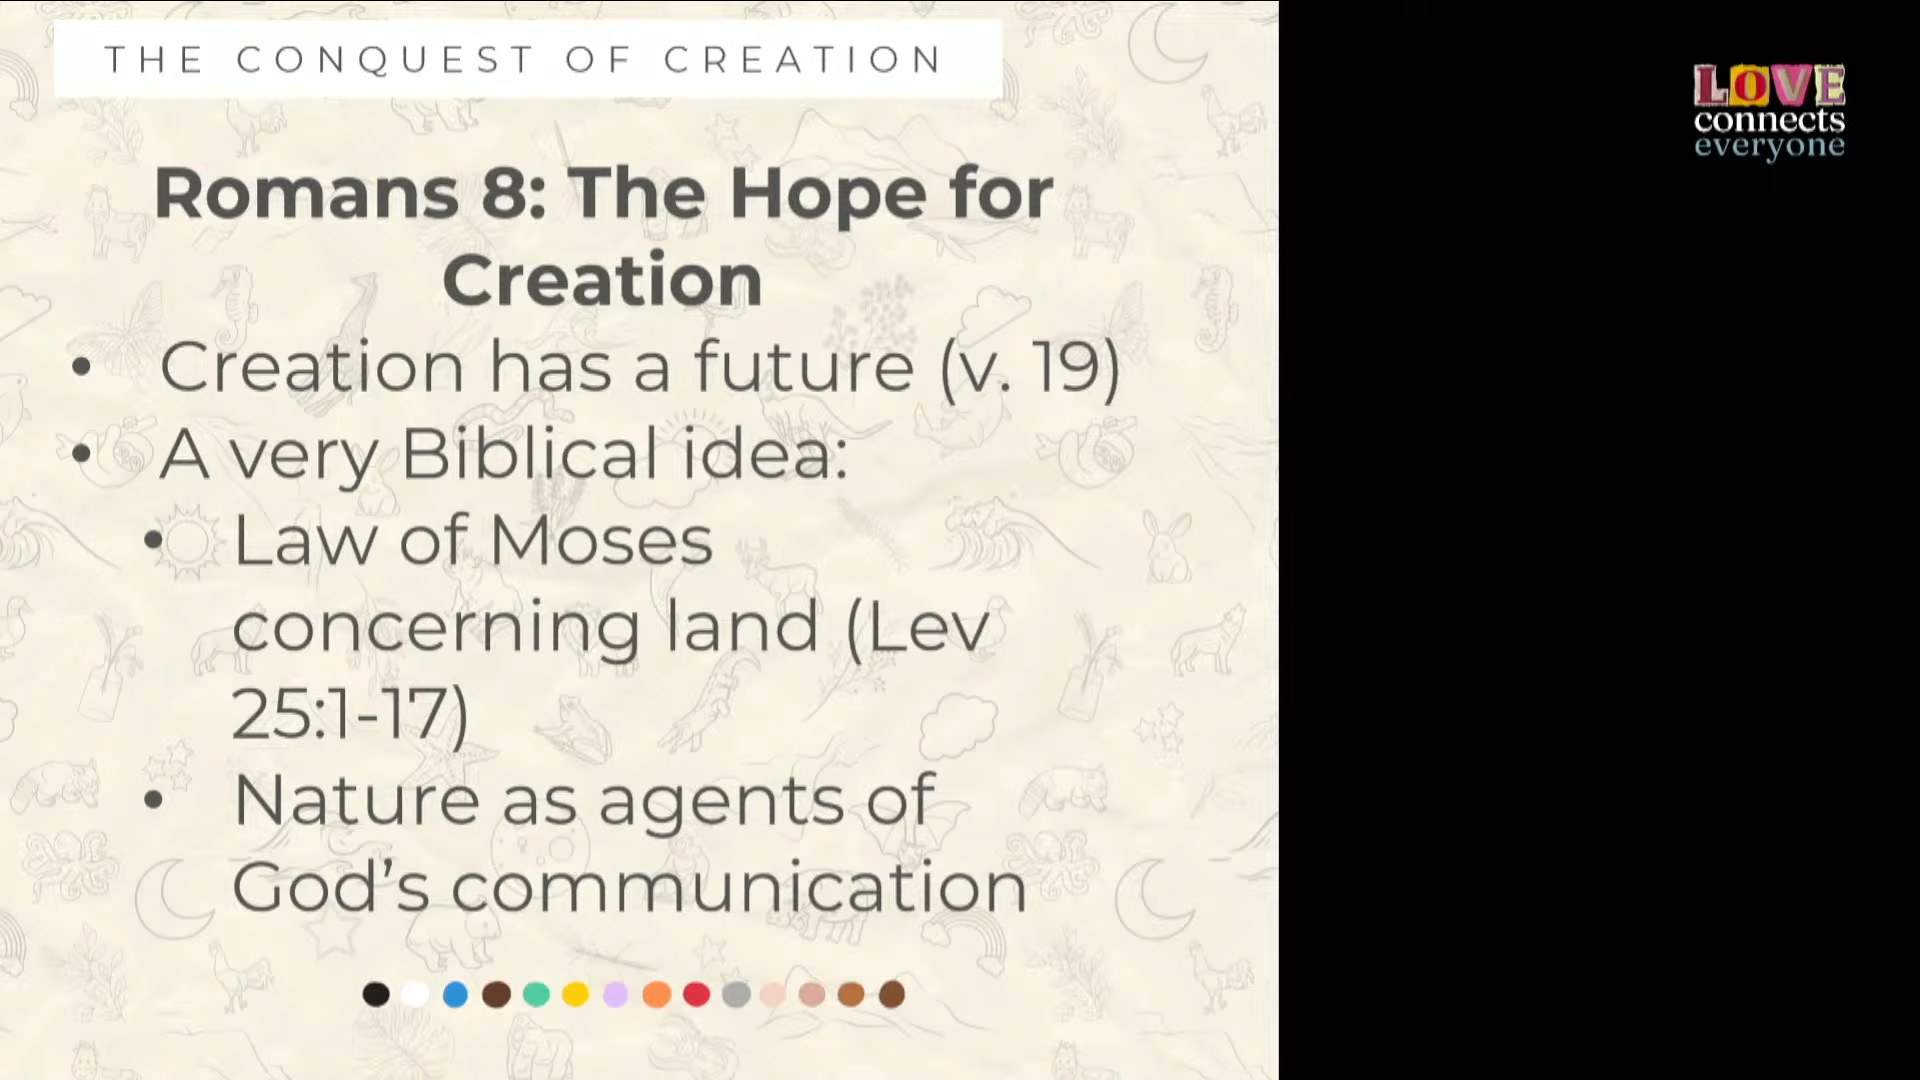 THE CONQUEST OF CREATION
Romans 8: The Hope for
Creation
• Creation has a future (v. 19)
• A very Biblical idea:
• Law of Moses
concerning land (Lev
25:1-17)
• Nature as agents of
God’s communication
LOVE
connects
everyone